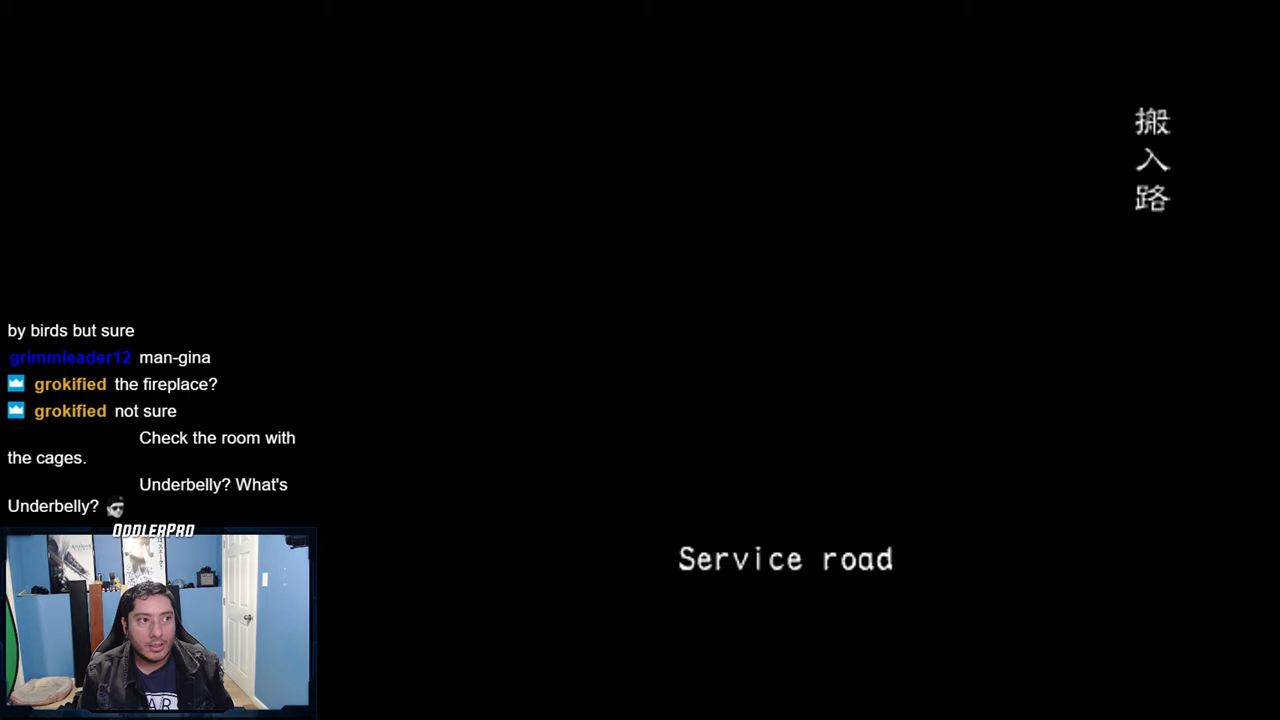 搬入路
by birds but sure
grimmleader12 man-gina
grokified the fireplace?
grokified not sure
Check the room with
the cages.
Underbelly? What's
Underbelly?
OddlerPro
Service road